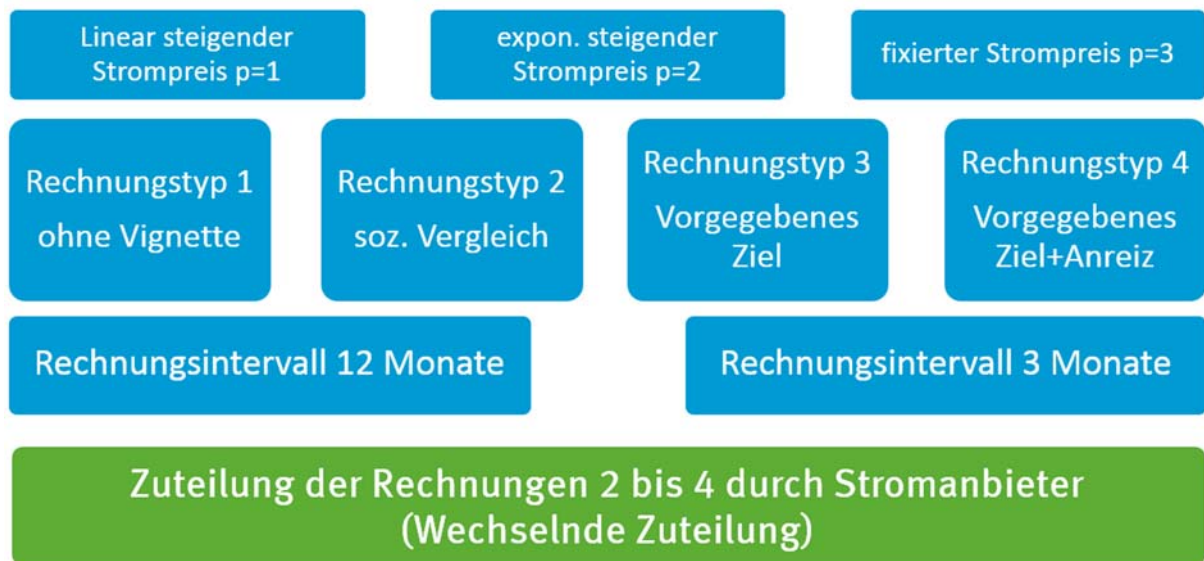 Linear steigender
Strompreis p=1
expon. steigender
Strompreis p=2
fixierter Strompreis p=3
Rechnungstyp 1
ohne Vignette
Rechnungstyp 2
soz. Vergleich
Rechnungstyp 3
Vorgegebenes
Ziel
Rechnungstyp 4
Vorgegebenes
Ziel+Anreiz
Rechnungsintervall 12 Monate
Rechnungsintervall 3 Monate
Zuteilung der Rechnungen 2 bis 4 durch Stromanbieter
(Wechselnde Zuteilung)